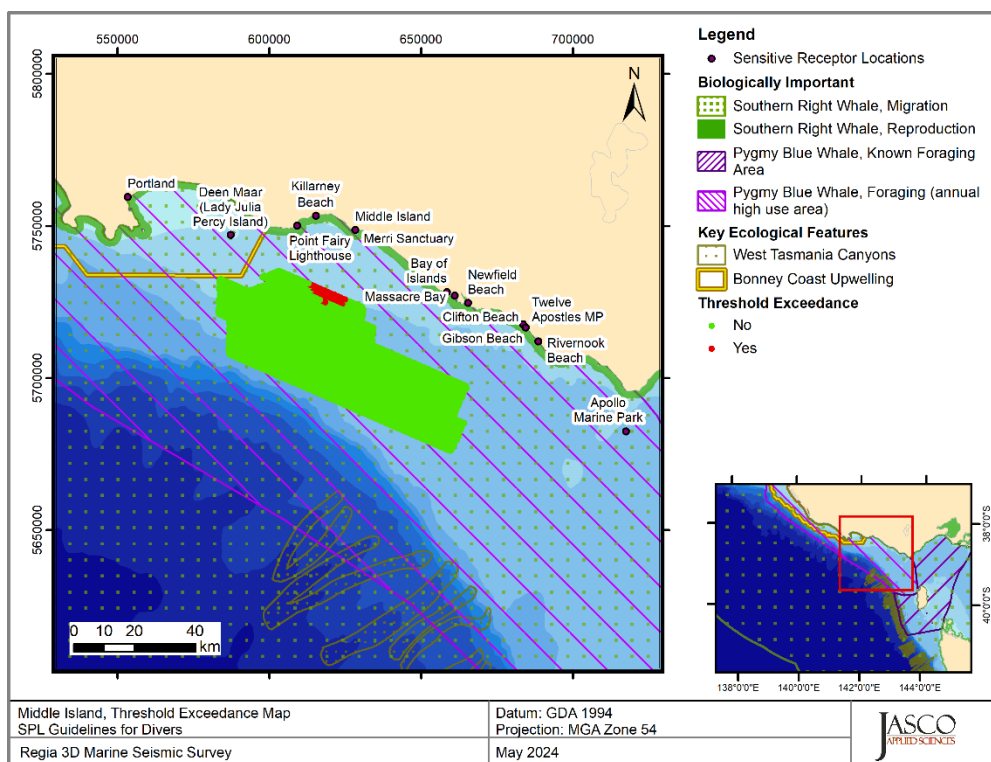 550000 600000 650000 700000
5800000
5750000
5700000
5650000
N
Portland
Deen Maar
(Lady Julia
Percy Island)
Killarney
Beach
Point Fairy
Lighthouse
Middle Island
Merri Sanctuary
Bay of
Islands
Massacre Bay
Newfield
Beach
Clifton Beach
Twelve
Apostles MP
Gibson Beach
Rivernook
Beach
Apollo
Marine Park
0 10 20 40
km
Legend
Sensitive Receptor Locations
Biologically Important
Southern Right Whale, Migration
Southern Right Whale, Reproduction
Pygmy Blue Whale, Known Foraging
Area
Pygmy Blue Whale, Foraging (annual
high use area)
Key Ecological Features
West Tasmania Canyons
Bonney Coast Upwelling
Threshold Exceedance
No
Yes
38°0'0"S
40°0'0"S
138°0'0"E 140°0'0"E 142°0'0"E 144°0'0"E
Middle Island, Threshold Exceedance Map
SPL Guidelines for Divers
Regia 3D Marine Seismic Survey
Datum: GDA 1994
Projection: MGA Zone 54
May 2024
JASCO
APPLIED SCIENCES